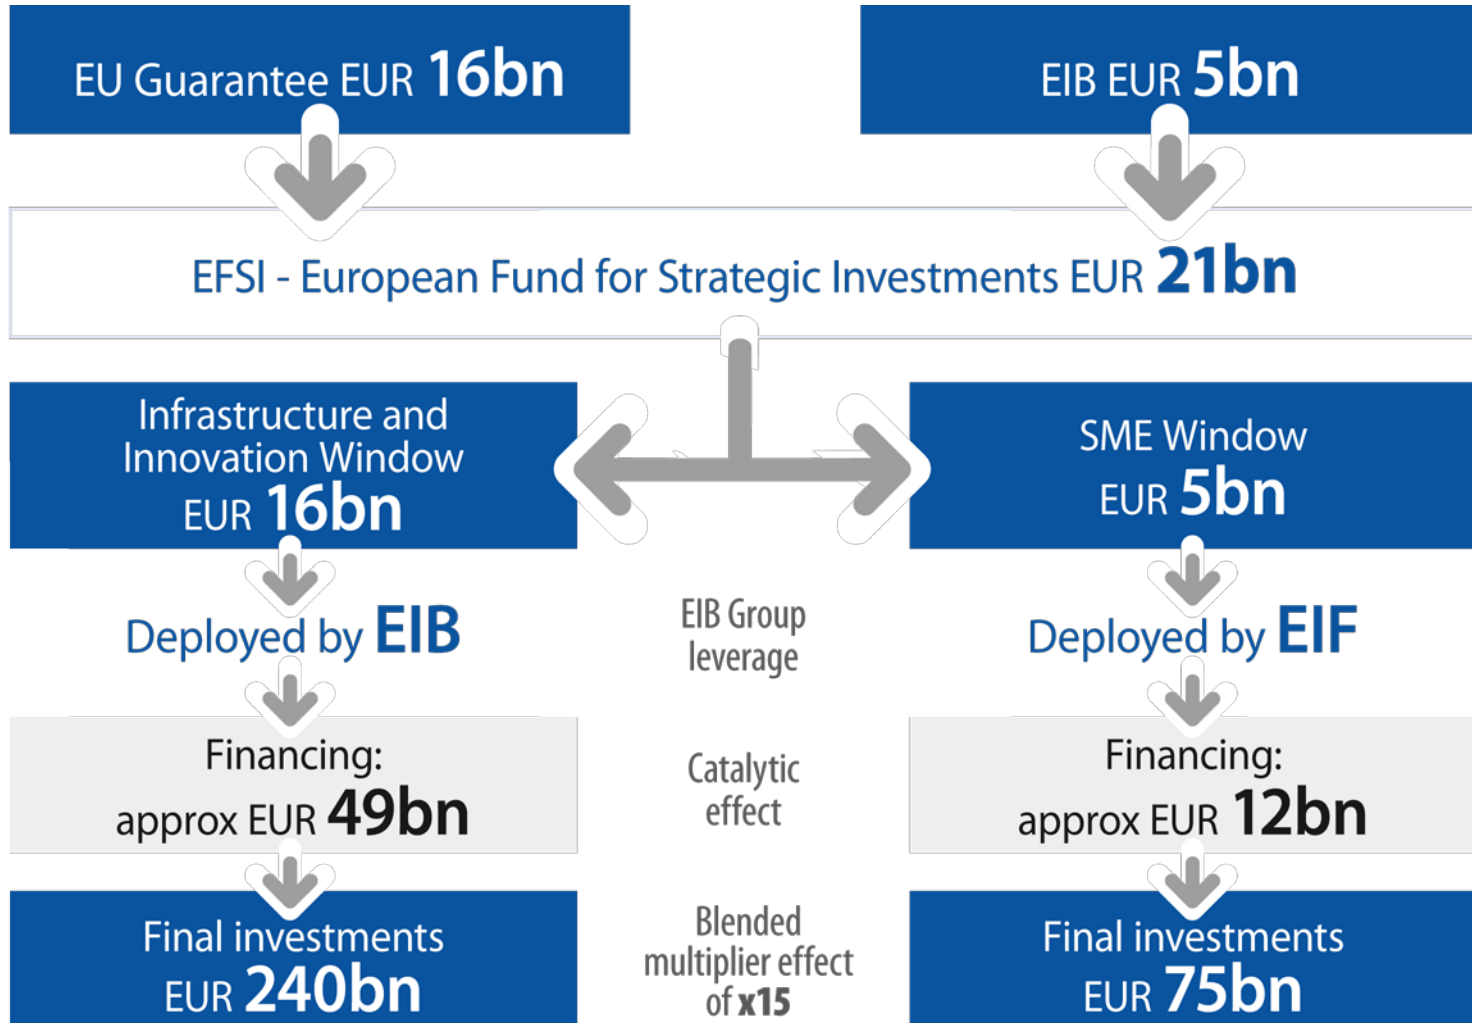 EU Guarantee EUR 16bn
EIB EUR 5bn
EFSI - European Fund for Strategic Investments EUR 21bn
Infrastructure and
Innovation Window
EUR 16bn
SME Window
EUR 5bn
Deployed by EIB
EIB Group
leverage
Deployed by EIF
Financing:
approx EUR 49bn
Catalytic
effect
Financing:
approx EUR 12bn
Final investments
EUR 240bn
Blended
multiplier effect
of x15
Final investments
EUR 75bn